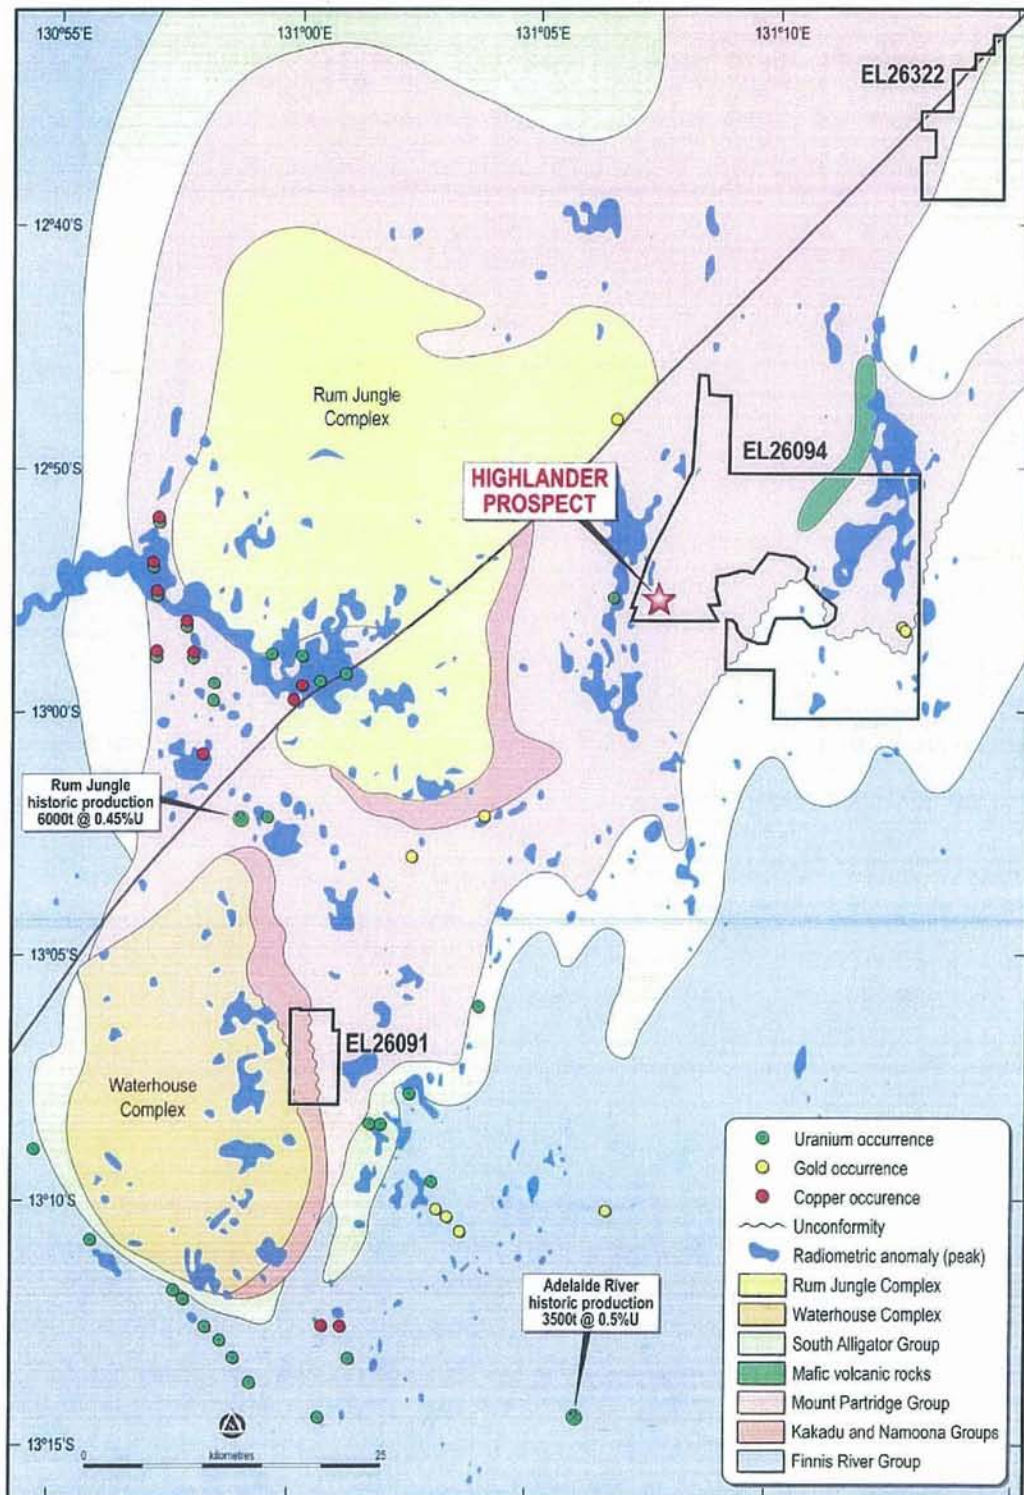 130°55'E
131°00'E
131°05'E
131°10'E
EL26322
12°40'S
Rum Jungle
Complex
12°50'S
EL26094
HIGHLANDER
PROSPECT
13°00'S
Rum Jungle
historic production
6000t @ 0.45%U
13°05'S
EL26091
Waterhouse
Complex
13°10'S
Adelaide River
historic production
3500t @ 0.5%U
13°15'S
0
kilometres
25
Uranium occurrence
Gold occurrence
Copper occurence
Unconformity
Radiometric anomaly (peak)
Rum Jungle Complex
Waterhouse Complex
South Alligator Group
Mafic volcanic rocks
Mount Partridge Group
Kakadu and Namoona Groups
Finnis River Group